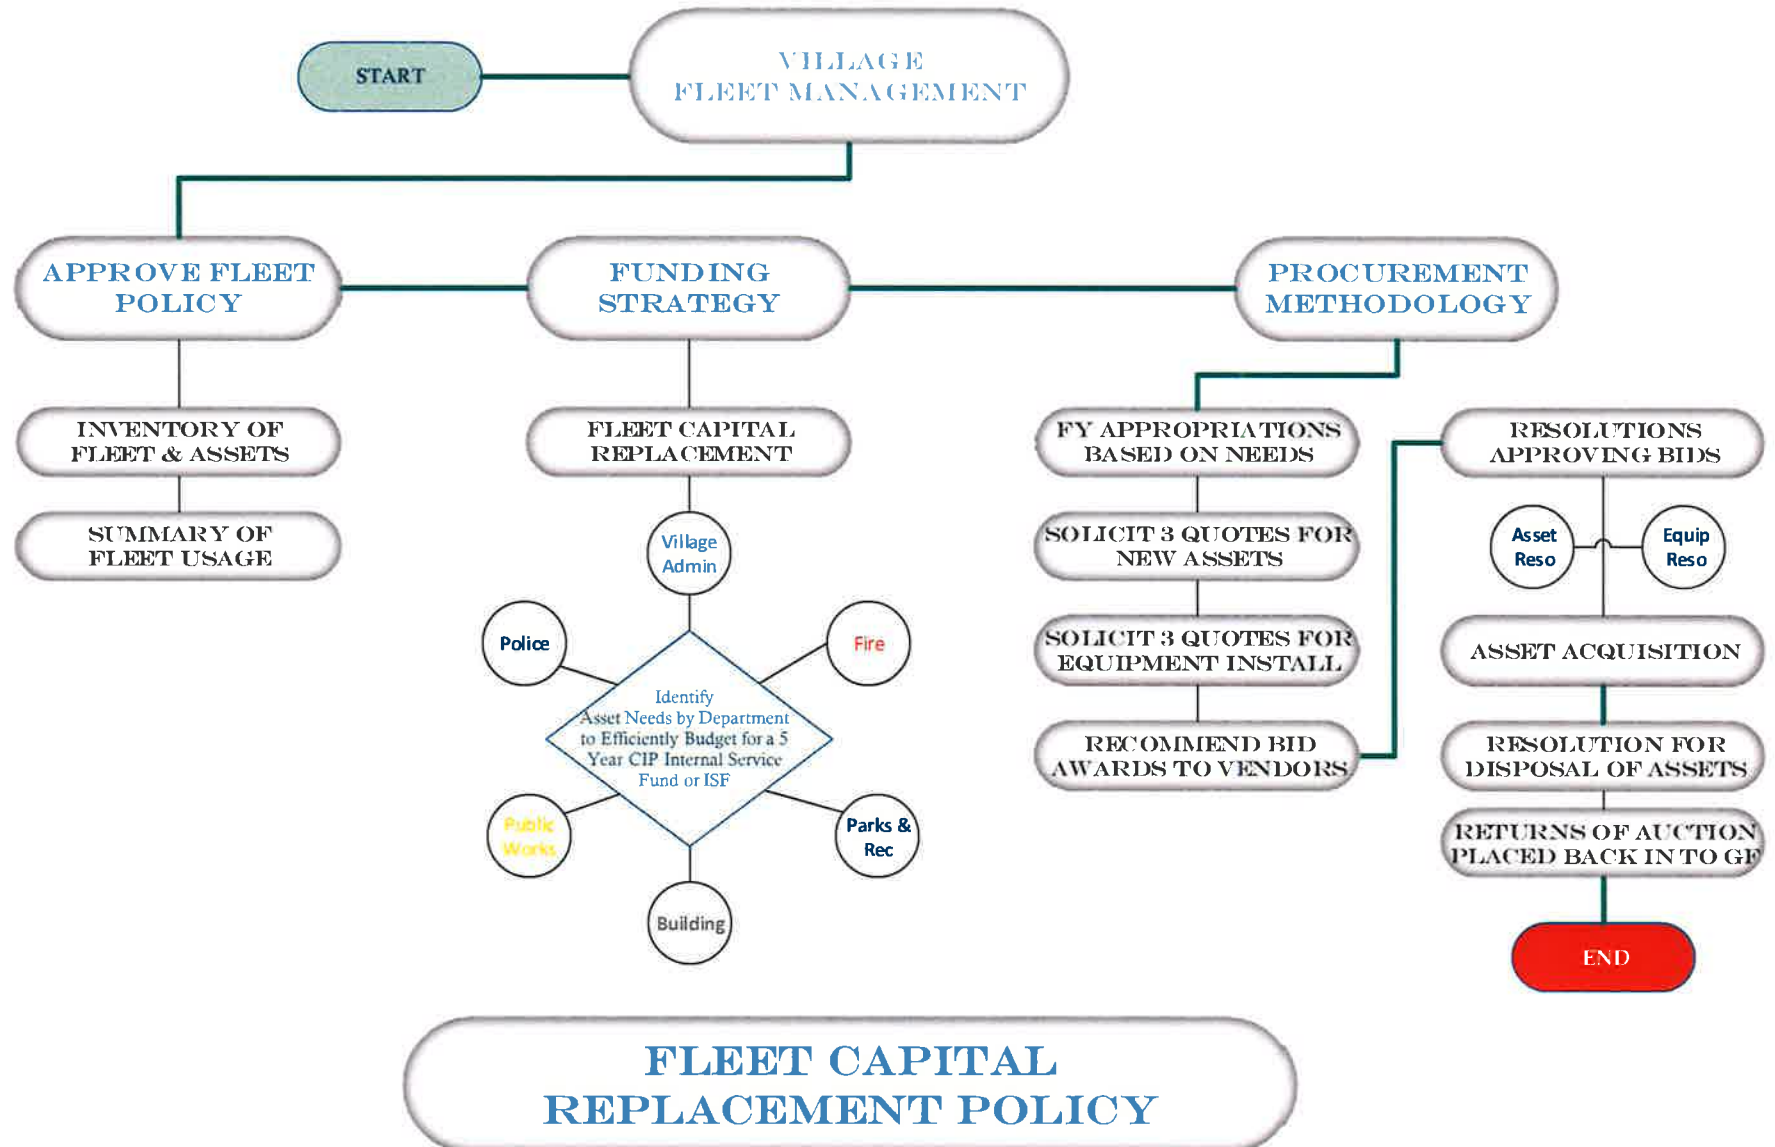 START
VILLAGE
FLEET MANAGEMENT
APPROVE FLEET
POLICY
FUNDING
STRATEGY
PROCUREMENT
METHODOLOGY
INVENTORY OF
FLEET & ASSETS
SUMMARY OF
FLEET USAGE
FLEET CAPITAL
REPLACEMENT
Village
Admin
Police
Fire
Identify
Asset Needs by Department
to Efficiently Budget for a 5
Year CIP Internal Service
Fund or ISF
Public
Works
Parks &
Rec
Building
FY APPROPRIATIONS
BASED ON NEEDS
SOLICIT 3 QUOTES FOR
NEW ASSETS
SOLICIT 3 QUOTES FOR
EQUIPMENT INSTALL
RECOMMEND BID
AWARDS TO VENDORS
RESOLUTIONS
APPROVING BIDS
Asset
Reso
Equip
Reso
ASSET ACQUISITION
RESOLUTION FOR
DISPOSAL OF ASSETS
RETURNS OF AUCTION
PLACED BACK IN TO GF
END
FLEET CAPITAL
REPLACEMENT POLICY